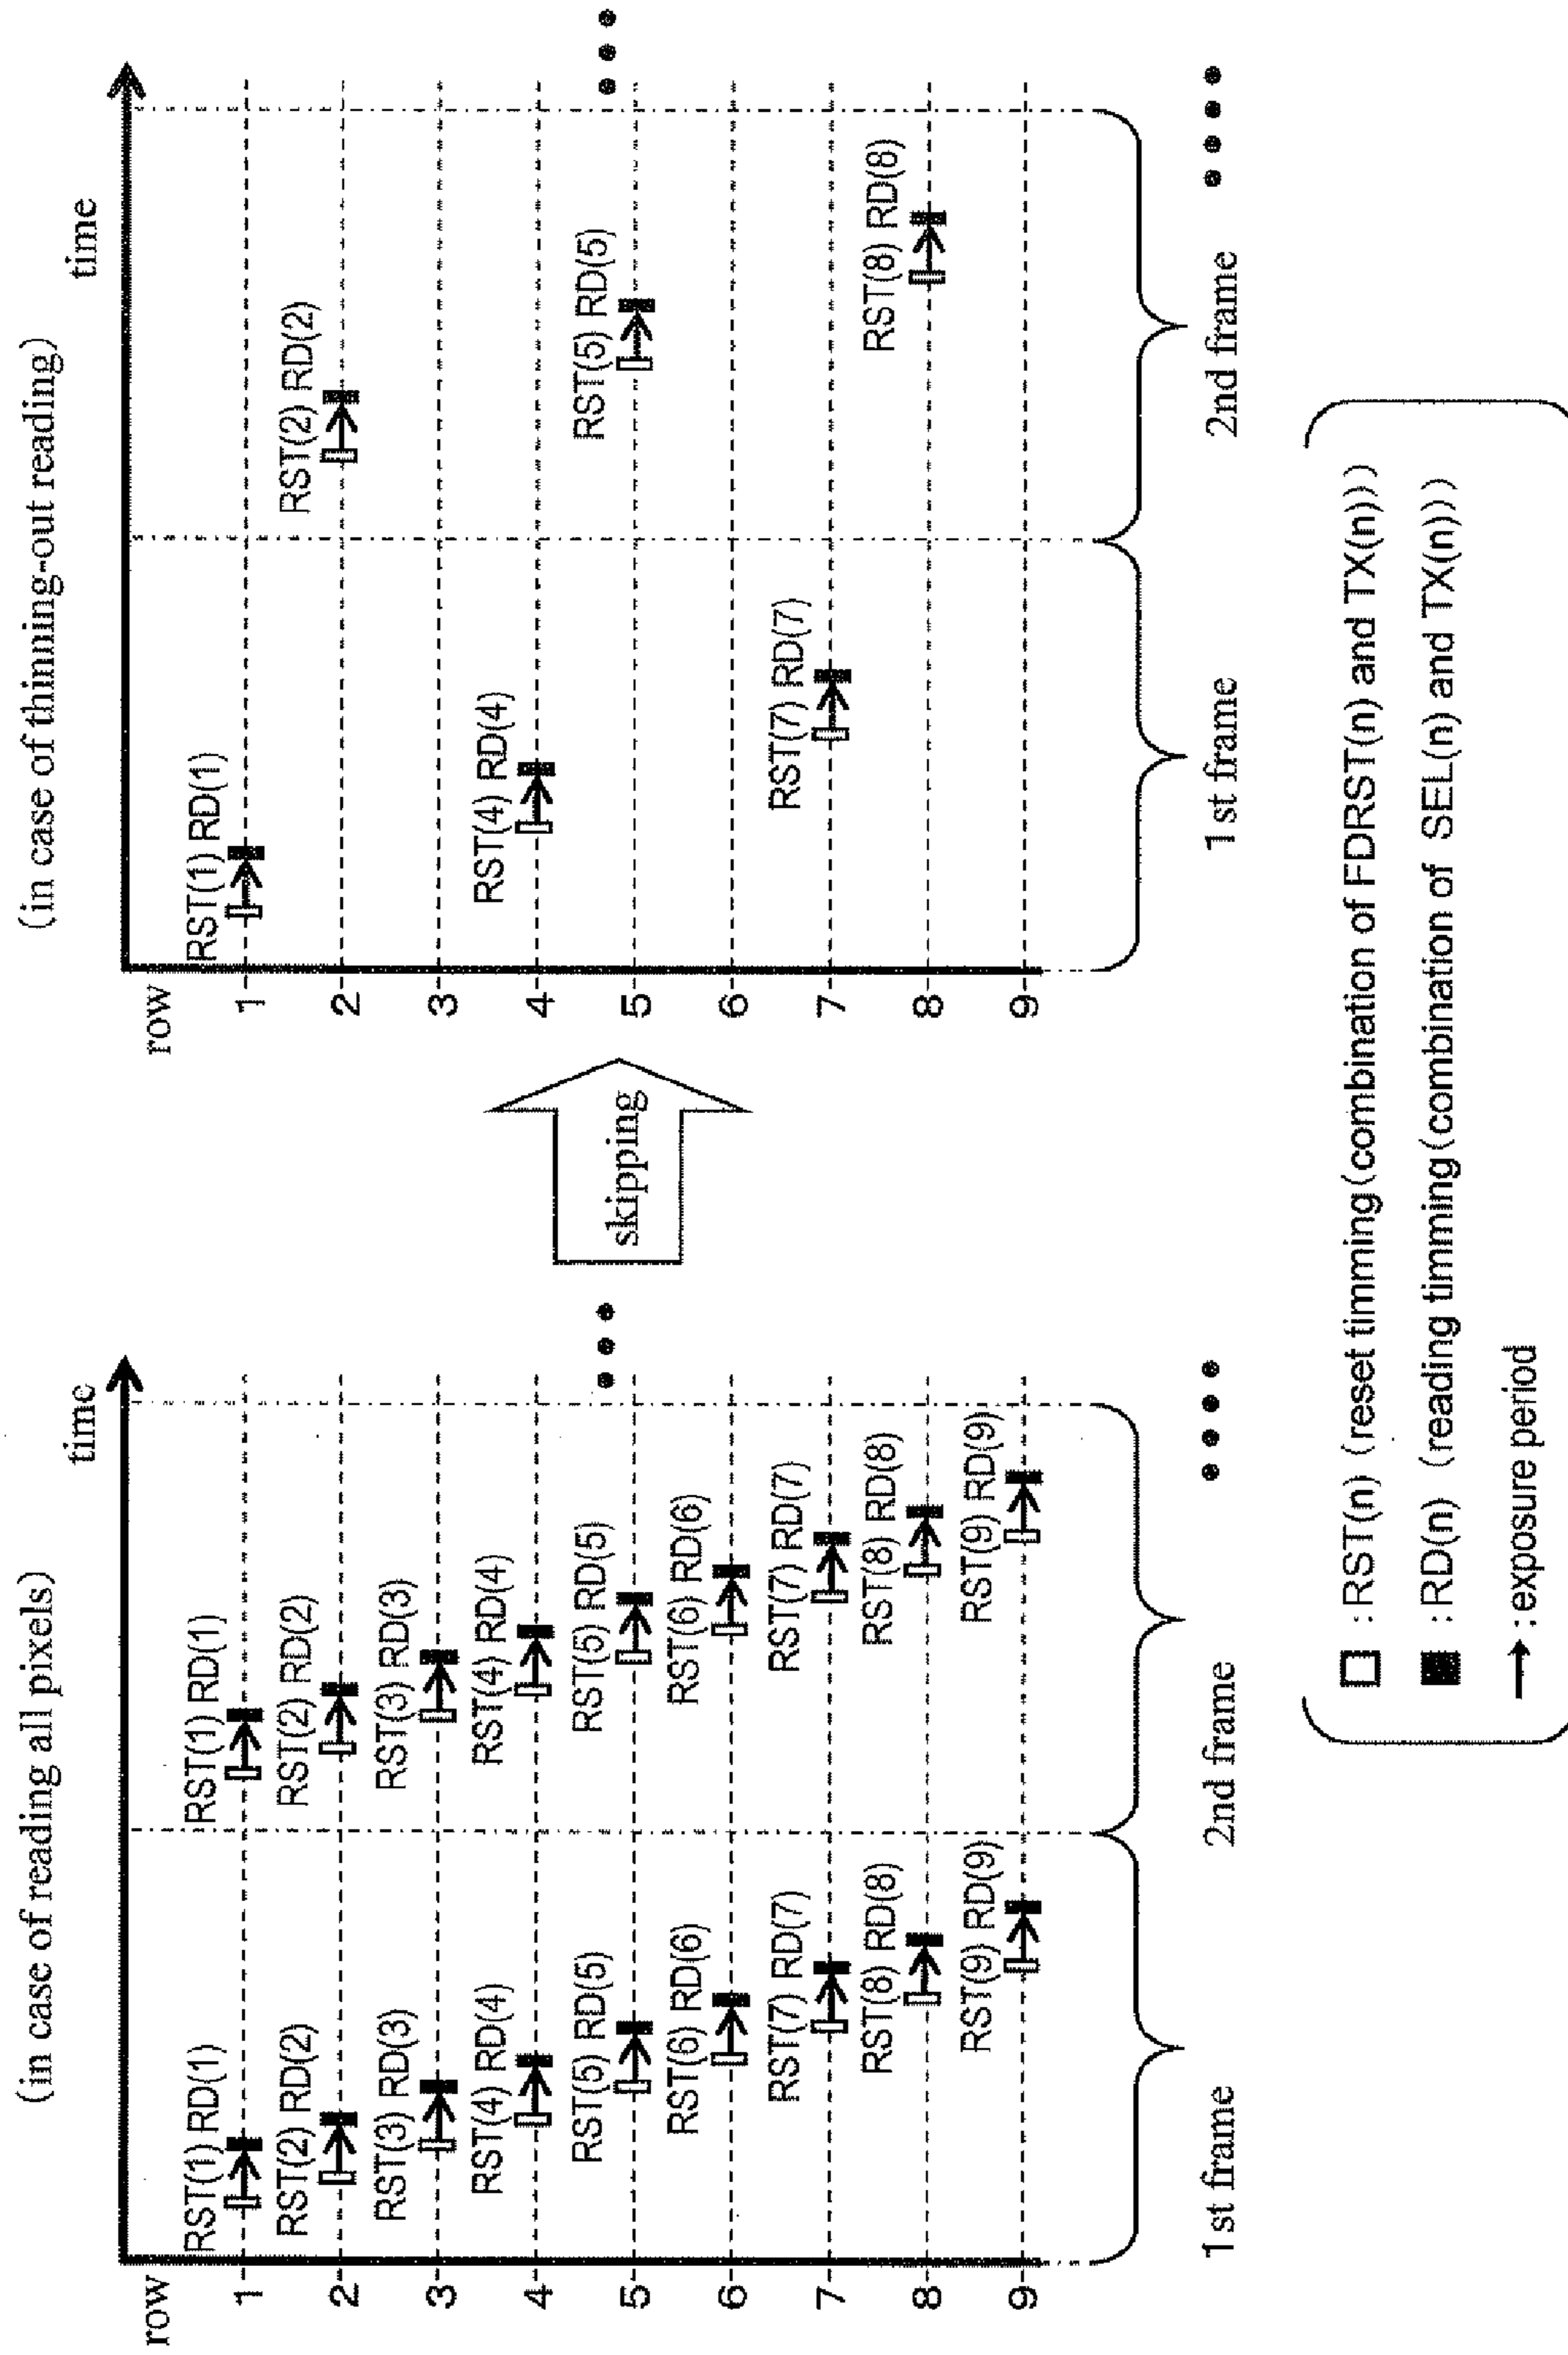 (in case of reading all pixels)
time
row
1
RST(1) RD(1)
RST(1) RD(1)
2
RST(2) RD(2)
RST(2) RD(2)
3
RST(3) RD(3)
RST(3) RD(3)
4
RST(4) RD(4)
RST(4) RD(4)
5
RST(5) RD(5)
RST(5) RD(5)
6
RST(6) RD(6)
RST(6) RD(6)
7
RST(7) RD(7)
RST(7) RD(7)
8
RST(8) RD(8)
RST(8) RD(8)
9
RST(9) RD(9)
RST(9) RD(9)
1st frame
2nd frame
skipping
(in case of thinning-out reading)
time
row
1
RST(1) RD(1)
2
RST(2) RD(2)
3
4
RST(4) RD(4)
5
RST(5) RD(5)
6
7
RST(7) RD(7)
8
RST(8) RD(8)
9
1st frame
2nd frame
:RST(n) (reset timming(combination of FDRST(n) and TX(n)))
:RD(n) (reading timming(combination of SEL(n) and TX(n)))
:exposure period